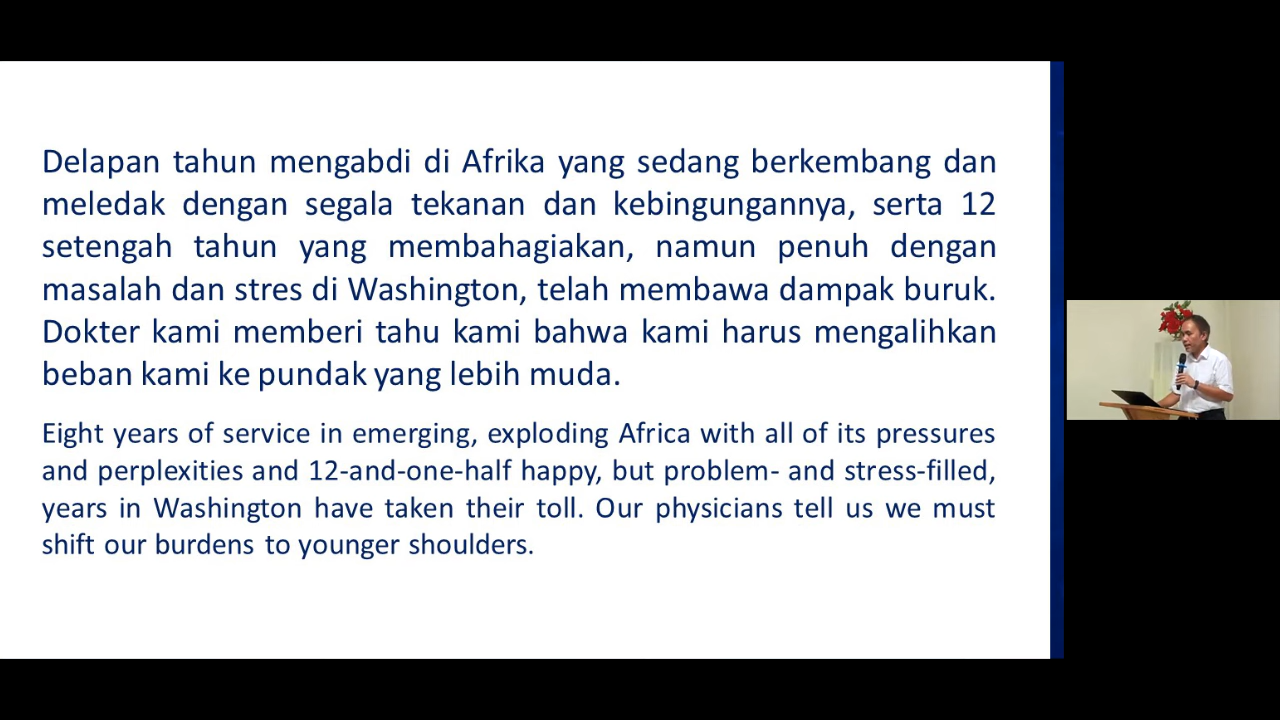 Delapan tahun mengabdi di Afrika yang sedang berkembang dan
meledak dengan segala tekanan dan kebingungannya, serta 12
setengah tahun yang membahagiakan, namun penuh dengan
masalah dan stres di Washington, telah membawa dampak buruk.
Dokter kami memberi tahu kami bahwa kami harus mengalihkan
beban kami ke pundak yang lebih muda.
Eight years of service in emerging, exploding Africa with all of its pressures
and perplexities and 12-and-one-half happy, but problem- and stress-filled,
years in Washington have taken their toll. Our physicians tell us we must
shift our burdens to younger shoulders.